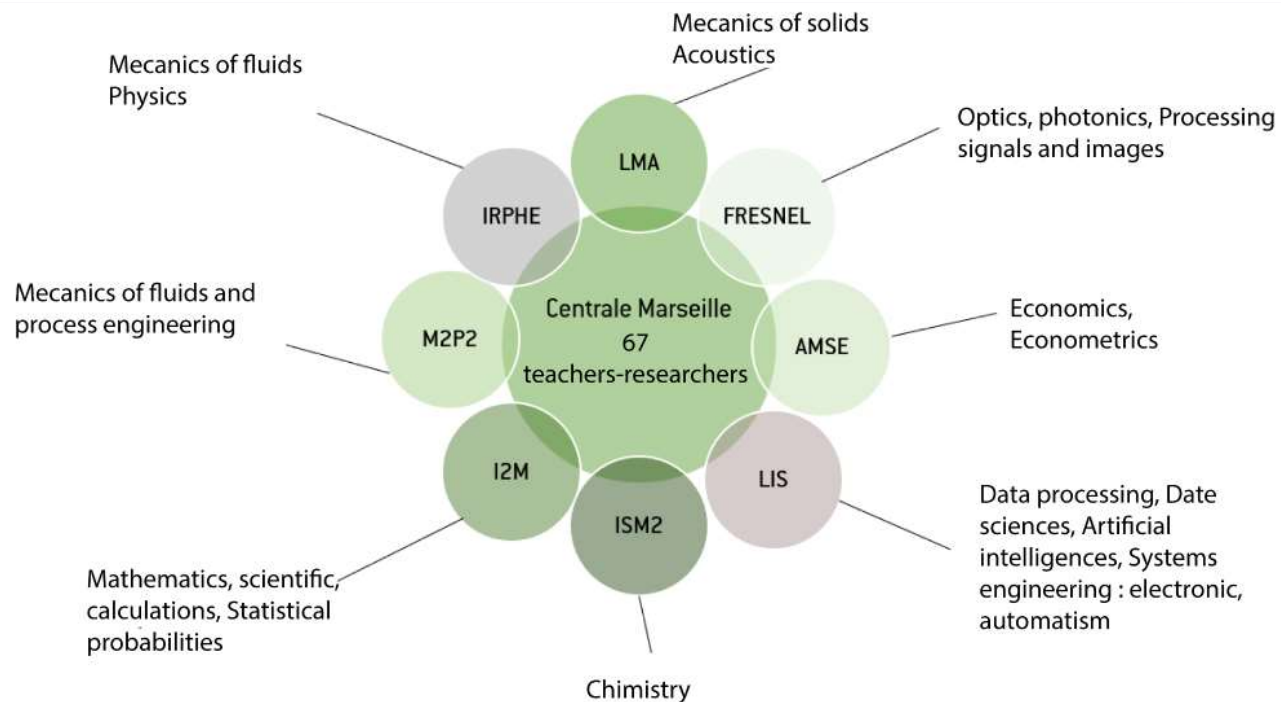 Mecanics of solids
Acoustics
Mecanics of fluids
Physics
Optics, photonics, Processing
signals and images
LMA
IRPHE
FRESNEL
Mecanics of fluids and
process engineering
Centrale Marseille
67
teachers-researchers
M2P2
AMSE
Economics,
Econometrics
I2M
LIS
ISM2
Data processing, Date
sciences, Artificial
intelligences, Systems
engineering : electronic,
automatism
Mathematics, scientific,
calculations, Statistical
probabilities
Chimistry